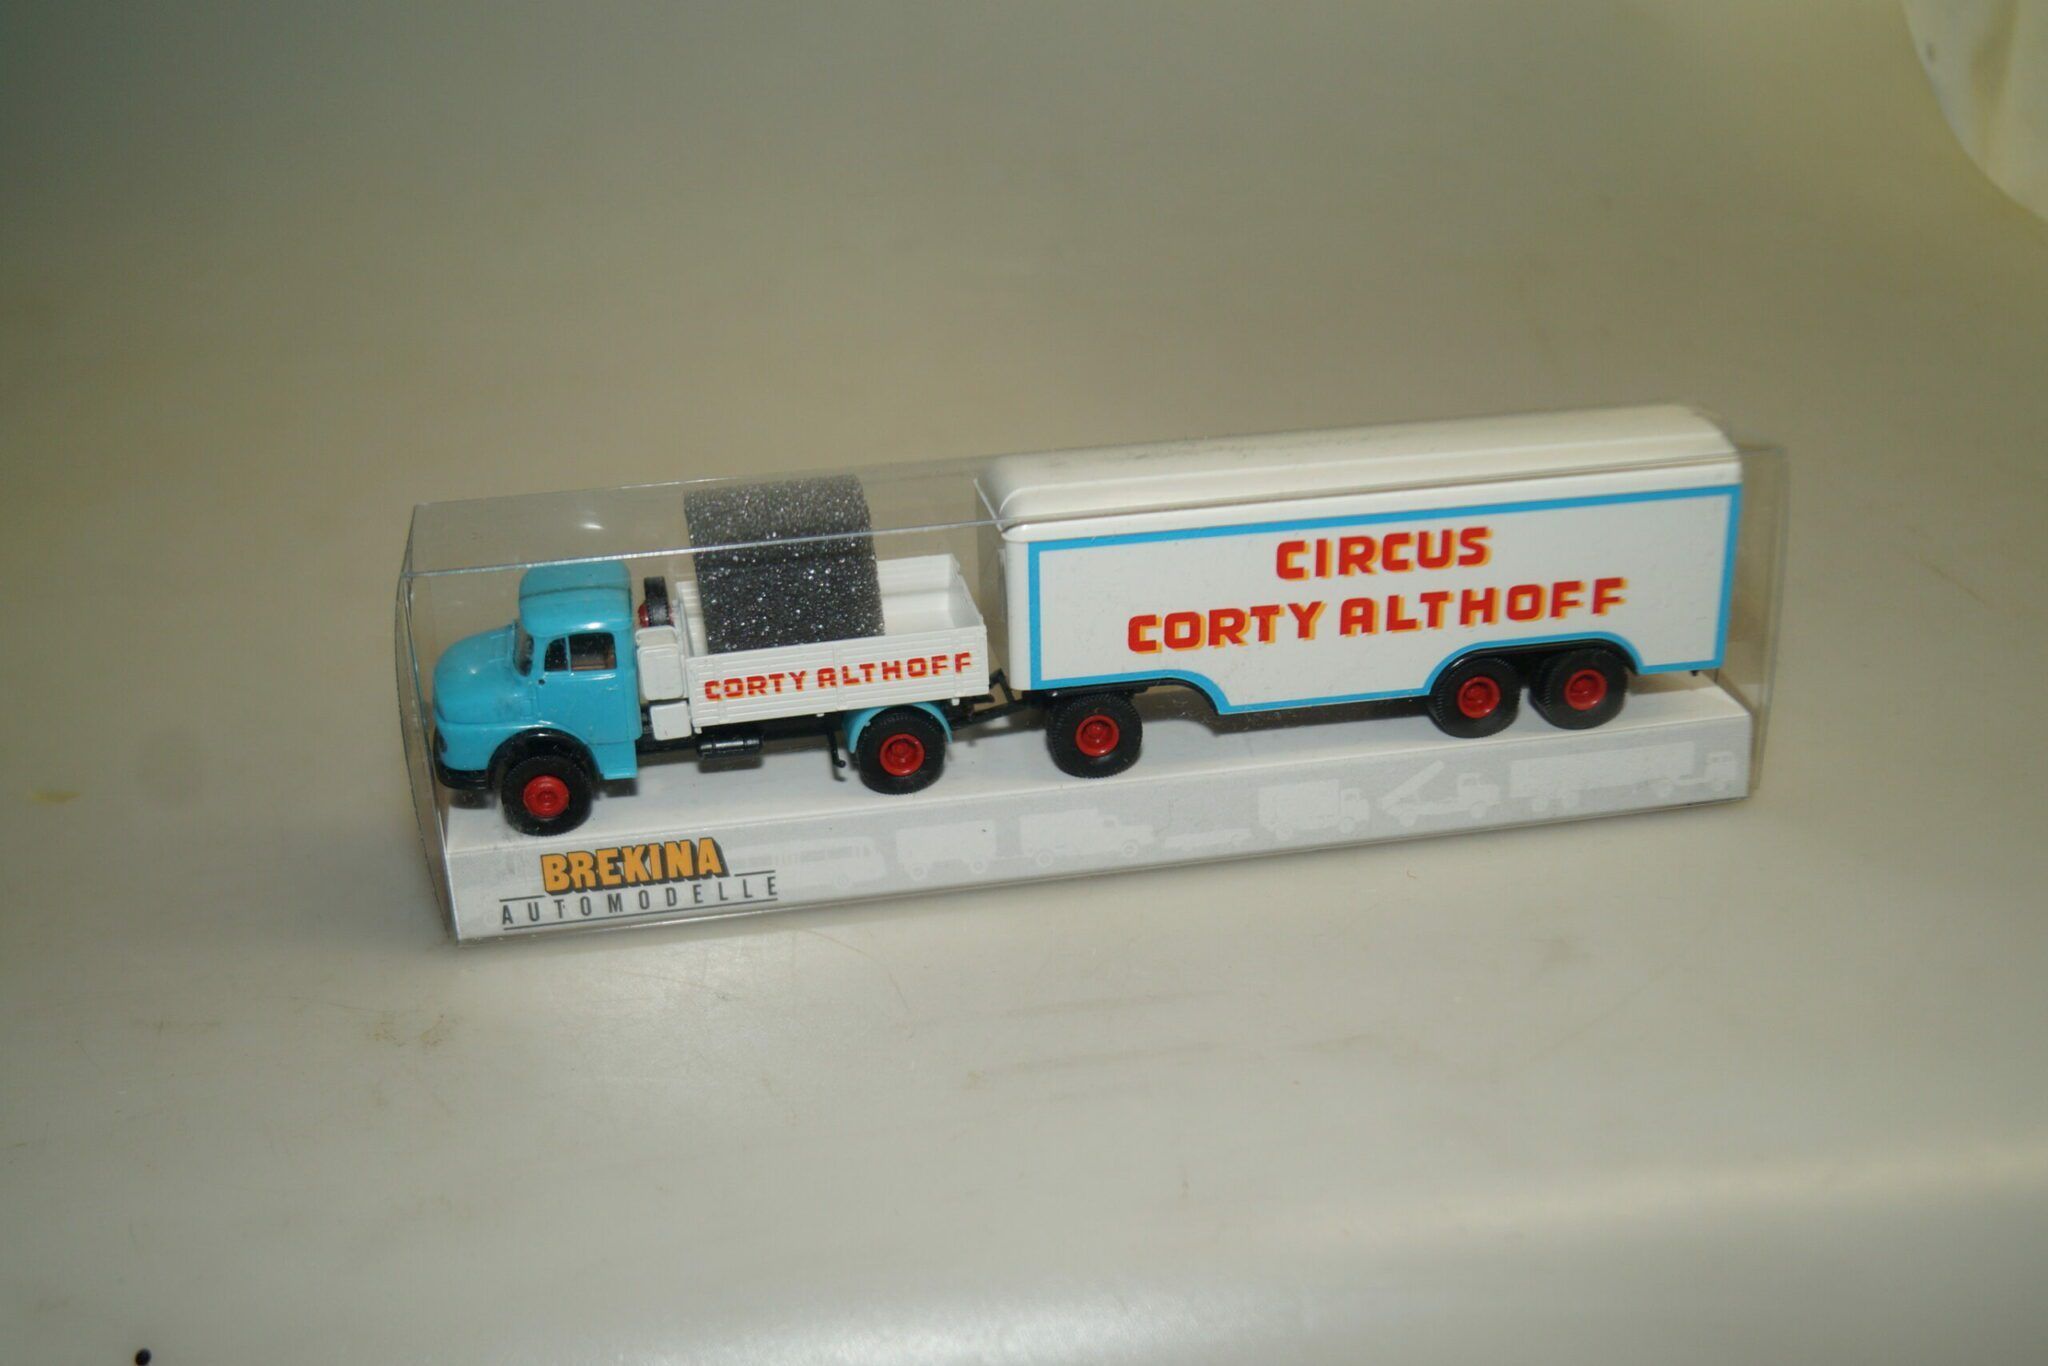 CIRCUS
CORTY ALTHOFF
CORTY ALTHOFF
BREKINA
AUTOMODELLE